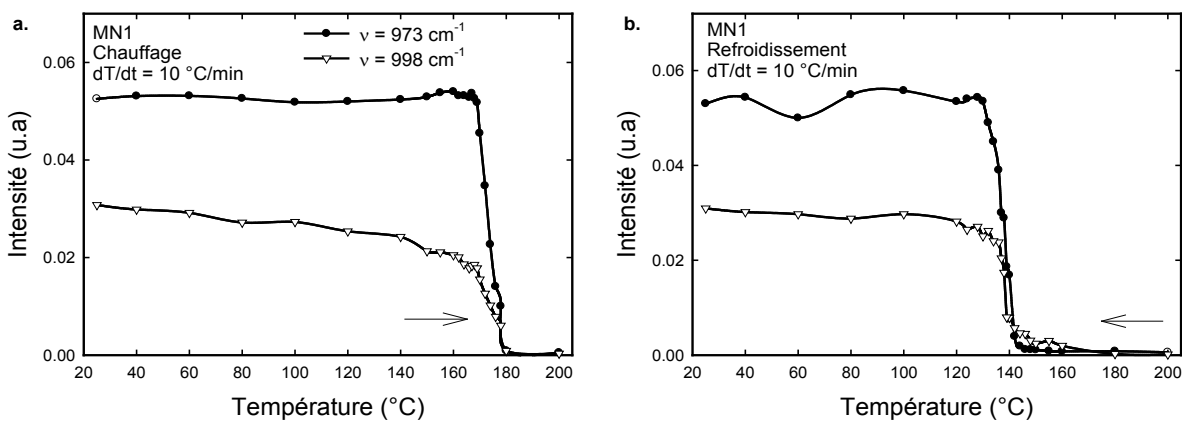 a.
MN1
Chauffage
dT/dt = 10 °C/min
ν = 973 cm⁻¹
ν = 998 cm⁻¹
Intensité (u.a)
0.06
0.04
0.02
0.00
20 40 60 80 100 120 140 160 180 200
Température (°C)
b.
MN1
Refroidissement
dT/dt = 10 °C/min
Intensité (u.a)
0.06
0.04
0.02
0.00
20 40 60 80 100 120 140 160 180 200
Température (°C)